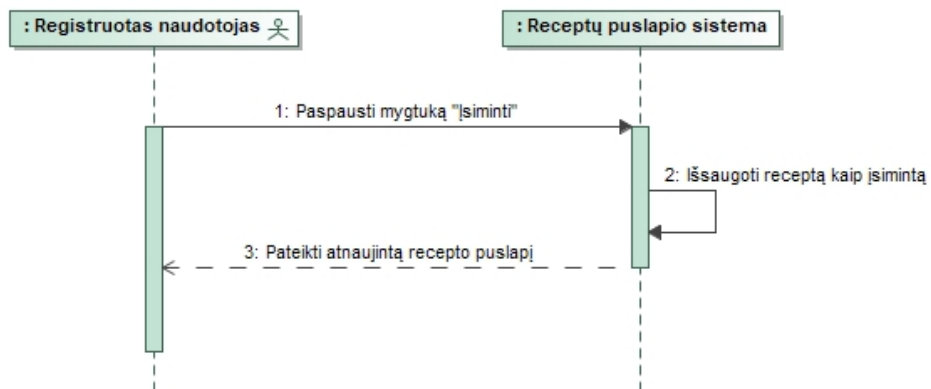 : Registruotas naudotojas
: Receptų puslapio sistema
1: Paspausti mygtuką "Įsiminti"
2: Išsaugoti receptą kaip įsimintą
3: Pateikti atnaujintą recepto puslapį